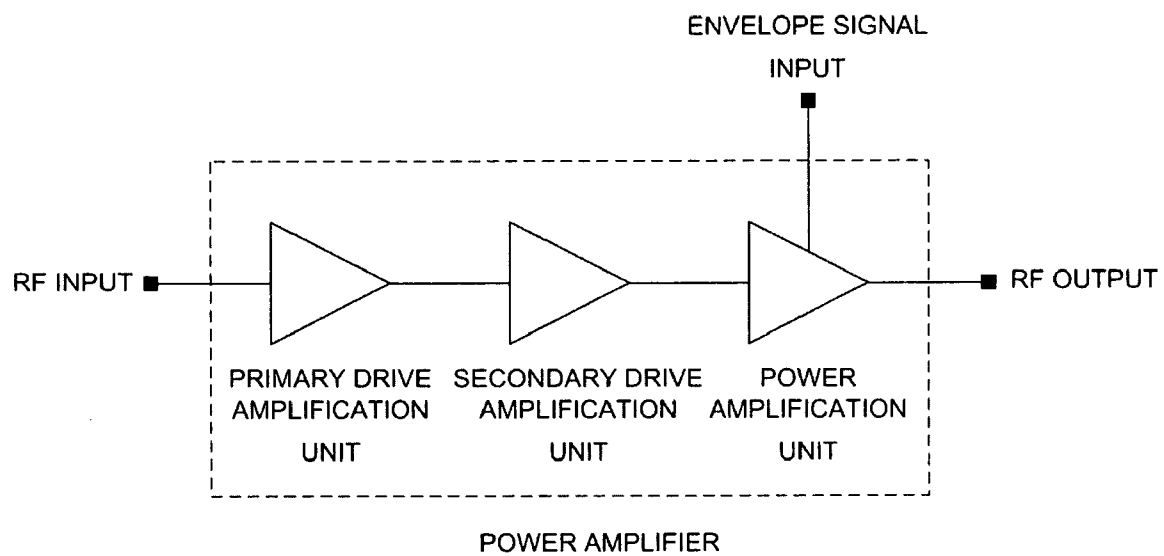 ENVELOPE SIGNAL
INPUT
RF INPUT
RF OUTPUT
PRIMARY DRIVE
AMPLIFICATION
UNIT
SECONDARY DRIVE
AMPLIFICATION
UNIT
POWER
AMPLIFICATION
UNIT
POWER AMPLIFIER